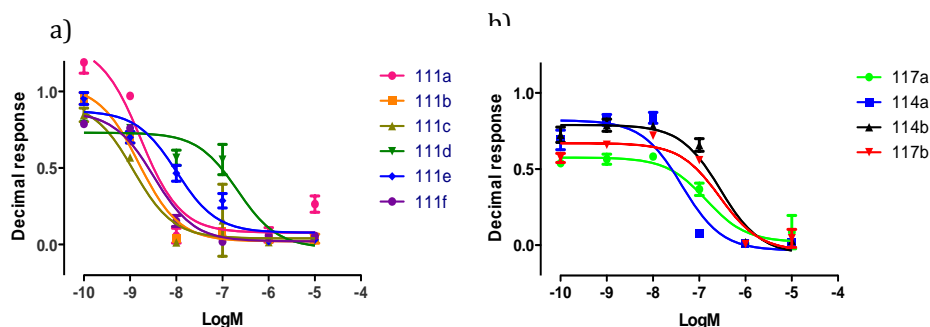 a)
Decimal response
1.0
0.5
0.0
-10 -9 -8 -7 -6 -5 -4
LogM
111a
111b
111c
111d
111e
111f
b)
Decimal response
1.0
0.5
0.0
-10 -9 -8 -7 -6 -5 -4
LogM
117a
114a
114b
117b